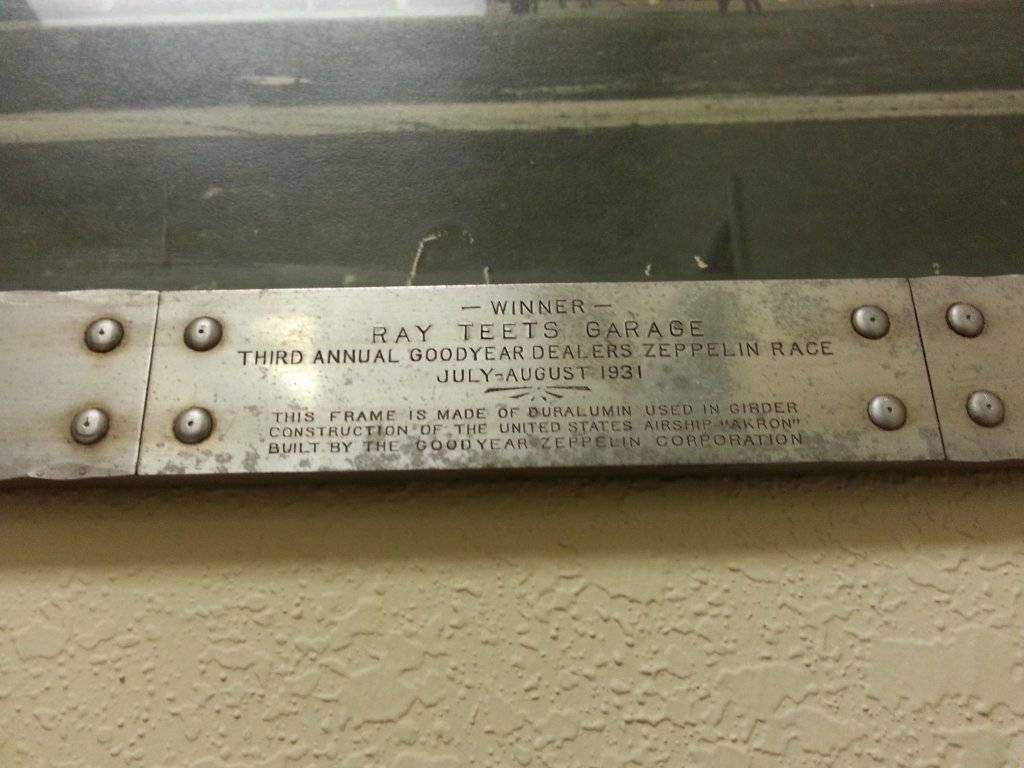 — WINNER —
RAY TEETS GARAGE
THIRD ANNUAL GOODYEAR DEALERS ZEPPELIN RACE
JULY-AUGUST 1931
THIS FRAME IS MADE OF DURALUMIN USED IN GIRDER
CONSTRUCTION OF THE UNITED STATES AIRSHIP "AKRON"
BUILT BY THE GOODYEAR ZEPPELIN CORPORATION